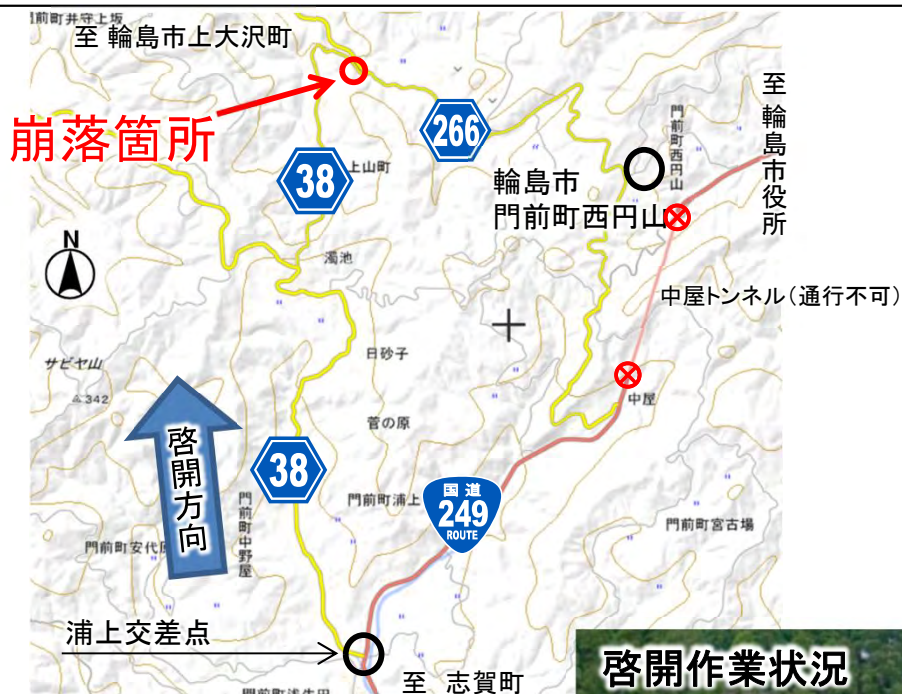 門前町井守上坂
至 輪島市上大沢町
崩落箇所
266
38
上山町
門前町西円山
至 輪島市役所
輪島市
門前町西円山
N
濁池
中屋トンネル(通行不可)
日砂子
サビヤ山
342
中屋
菅の原
啓開方向
38
門前町浦上
国道
249
ROUTE
門前町中野屋
門前町宮古場
門前町安代原
浦上交差点
至 志賀町
啓開作業状況
門前町浅生田